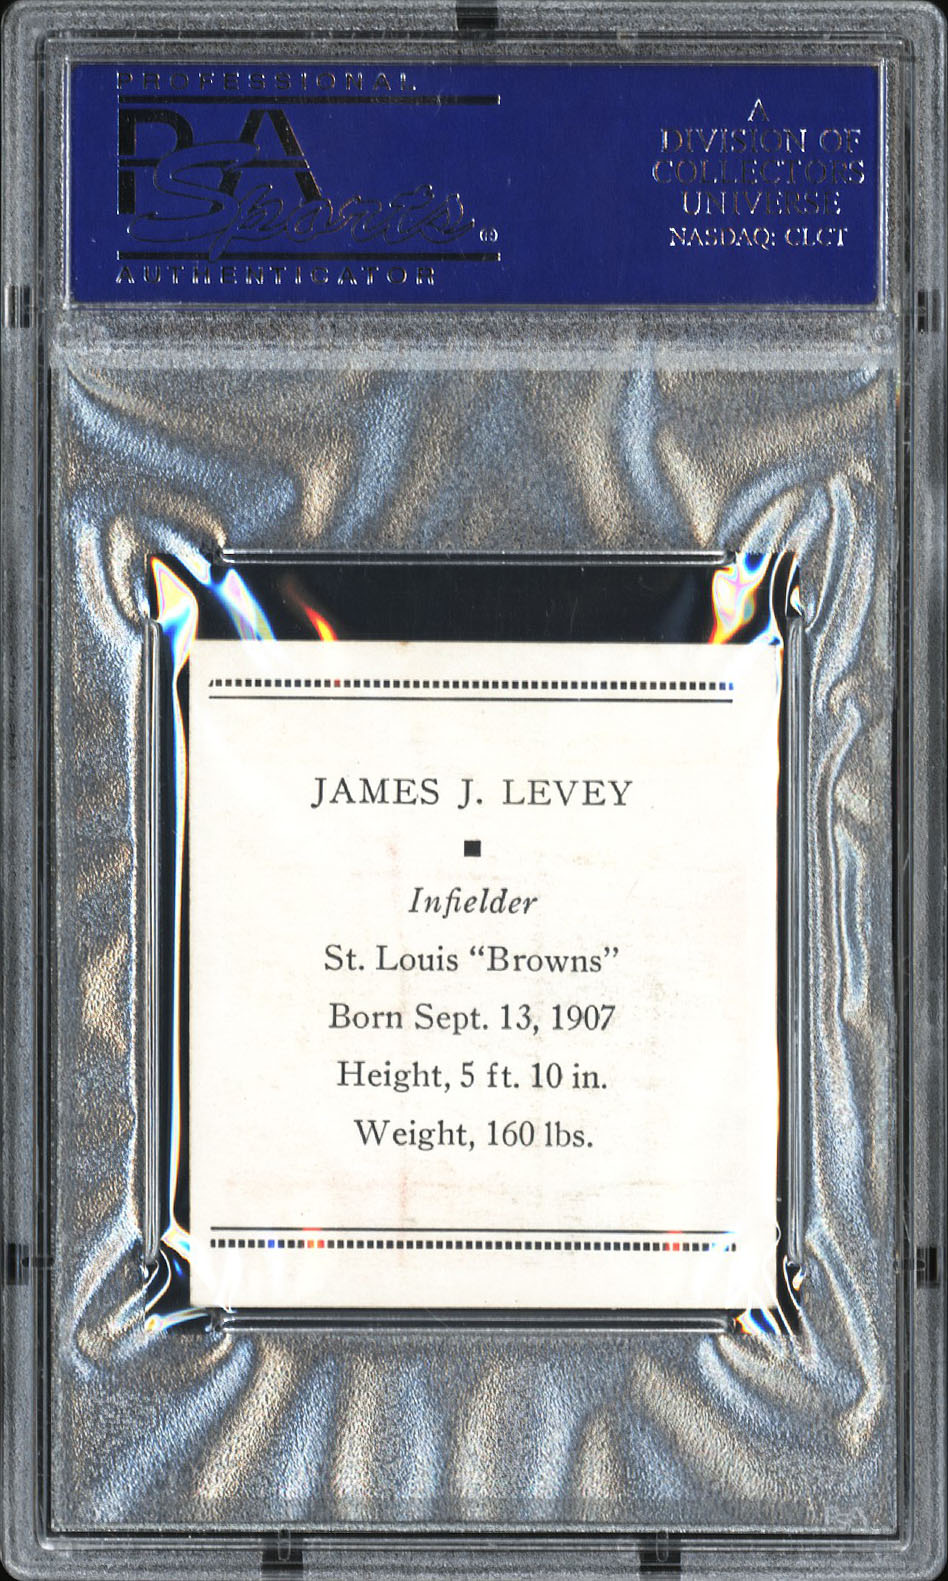 PROFESSIONAL
PSA
Sports
®
AUTHENTICATOR
A
DIVISION OF
COLLECTORS
UNIVERSE
NASDAQ: CLCT
JAMES J. LEVEY
Infielder
St. Louis “Browns”
Born Sept. 13, 1907
Height, 5 ft. 10 in.
Weight, 160 lbs.
PSA